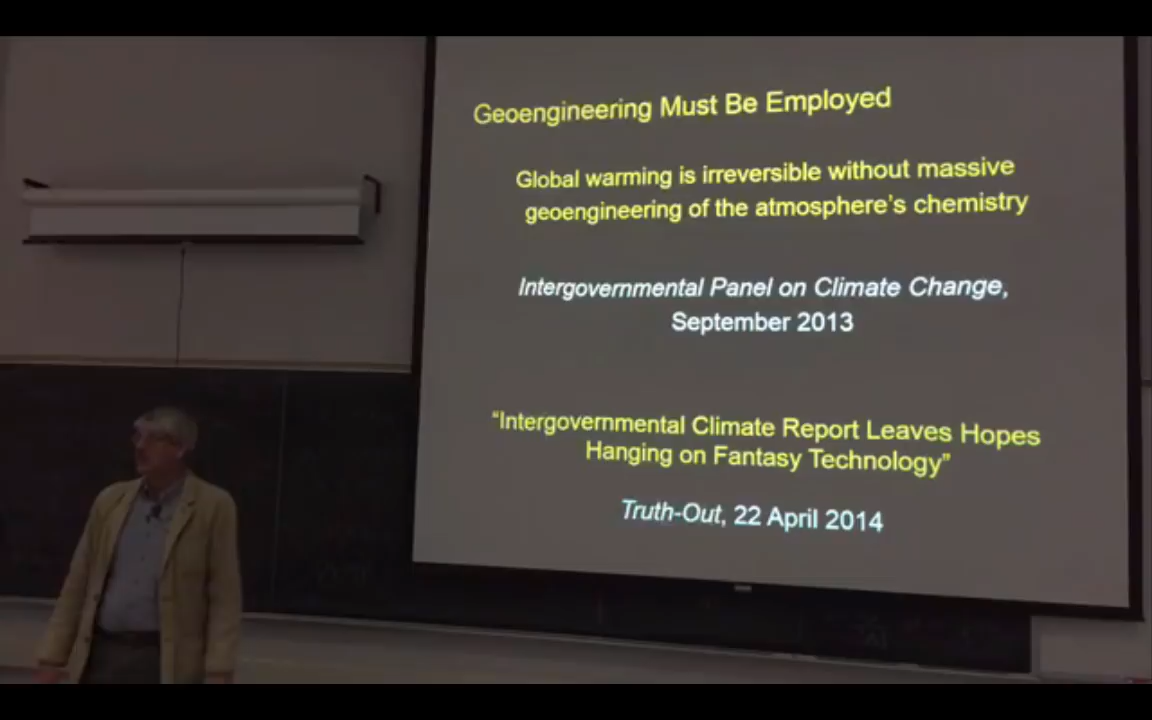 Geoengineering Must Be Employed
Global warming is irreversible without massive
geoengineering of the atmosphere's chemistry
Intergovernmental Panel on Climate Change,
September 2013
“Intergovernmental Climate Report Leaves Hopes
Hanging on Fantasy Technology”
Truth-Out, 22 April 2014